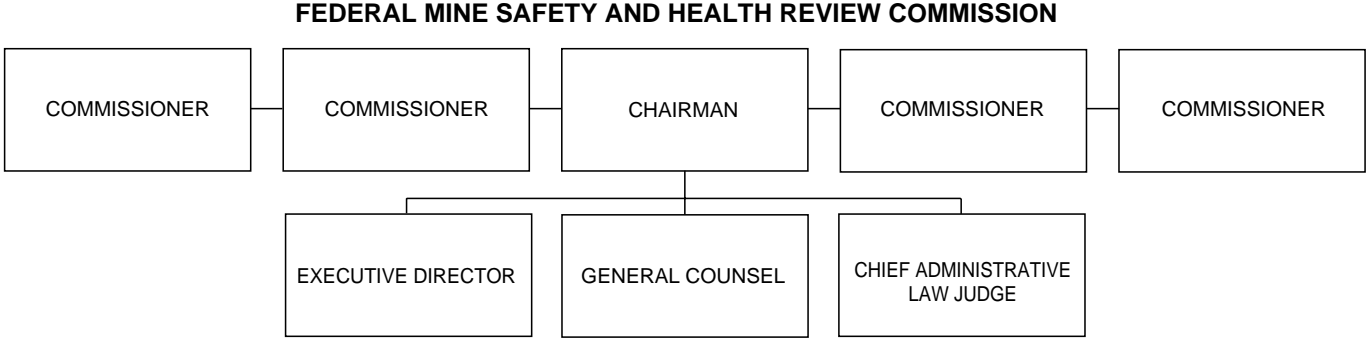 FEDERAL MINE SAFETY AND HEALTH REVIEW COMMISSION
COMMISSIONER
COMMISSIONER
CHAIRMAN
COMMISSIONER
COMMISSIONER
EXECUTIVE DIRECTOR
GENERAL COUNSEL
CHIEF ADMINISTRATIVE
LAW JUDGE